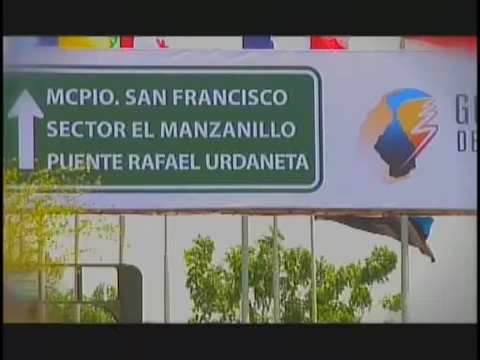 MCPIO. SAN FRANCISCO
SECTOR EL MANZANILLO
PUENTE RAFAEL URDANETA